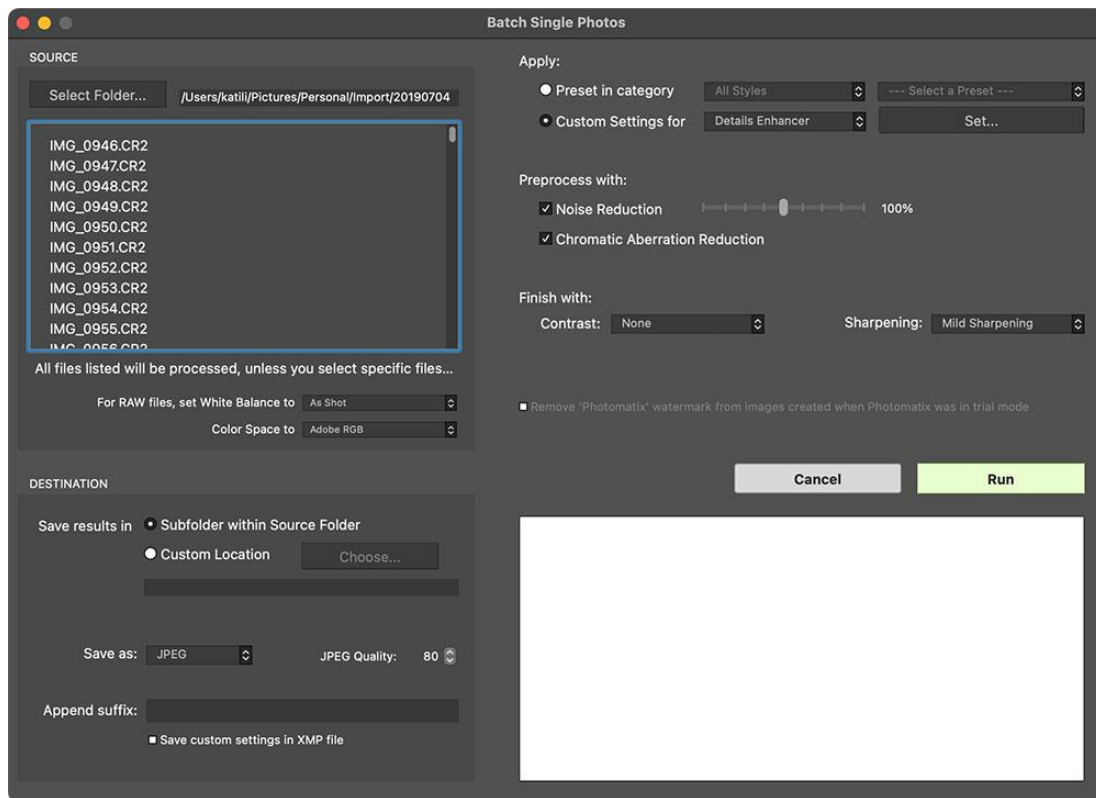 Batch Single Photos
SOURCE
Select Folder...
/Users/katili/Pictures/Personal/Import/20190704
IMG_0946.CR2
IMG_0947.CR2
IMG_0948.CR2
IMG_0949.CR2
IMG_0950.CR2
IMG_0951.CR2
IMG_0952.CR2
IMG_0953.CR2
IMG_0954.CR2
IMG_0955.CR2
IMG_0956.CR2
All files listed will be processed, unless you select specific files...
For RAW files, set White Balance to As Shot
Color Space to Adobe RGB
DESTINATION
Save results in Subfolder within Source Folder
Custom Location Choose...
Save as: JPEG JPEG Quality: 80
Append suffix:
Save custom settings in XMP file
Apply:
Preset in category All Styles --- Select a Preset ---
Custom Settings for Details Enhancer Set...
Preprocess with:
Noise Reduction 100%
Chromatic Aberration Reduction
Finish with:
Contrast: None Sharpening: Mild Sharpening
Remove 'Photomatix' watermark from images created when Photomatix was in trial mode
Cancel Run